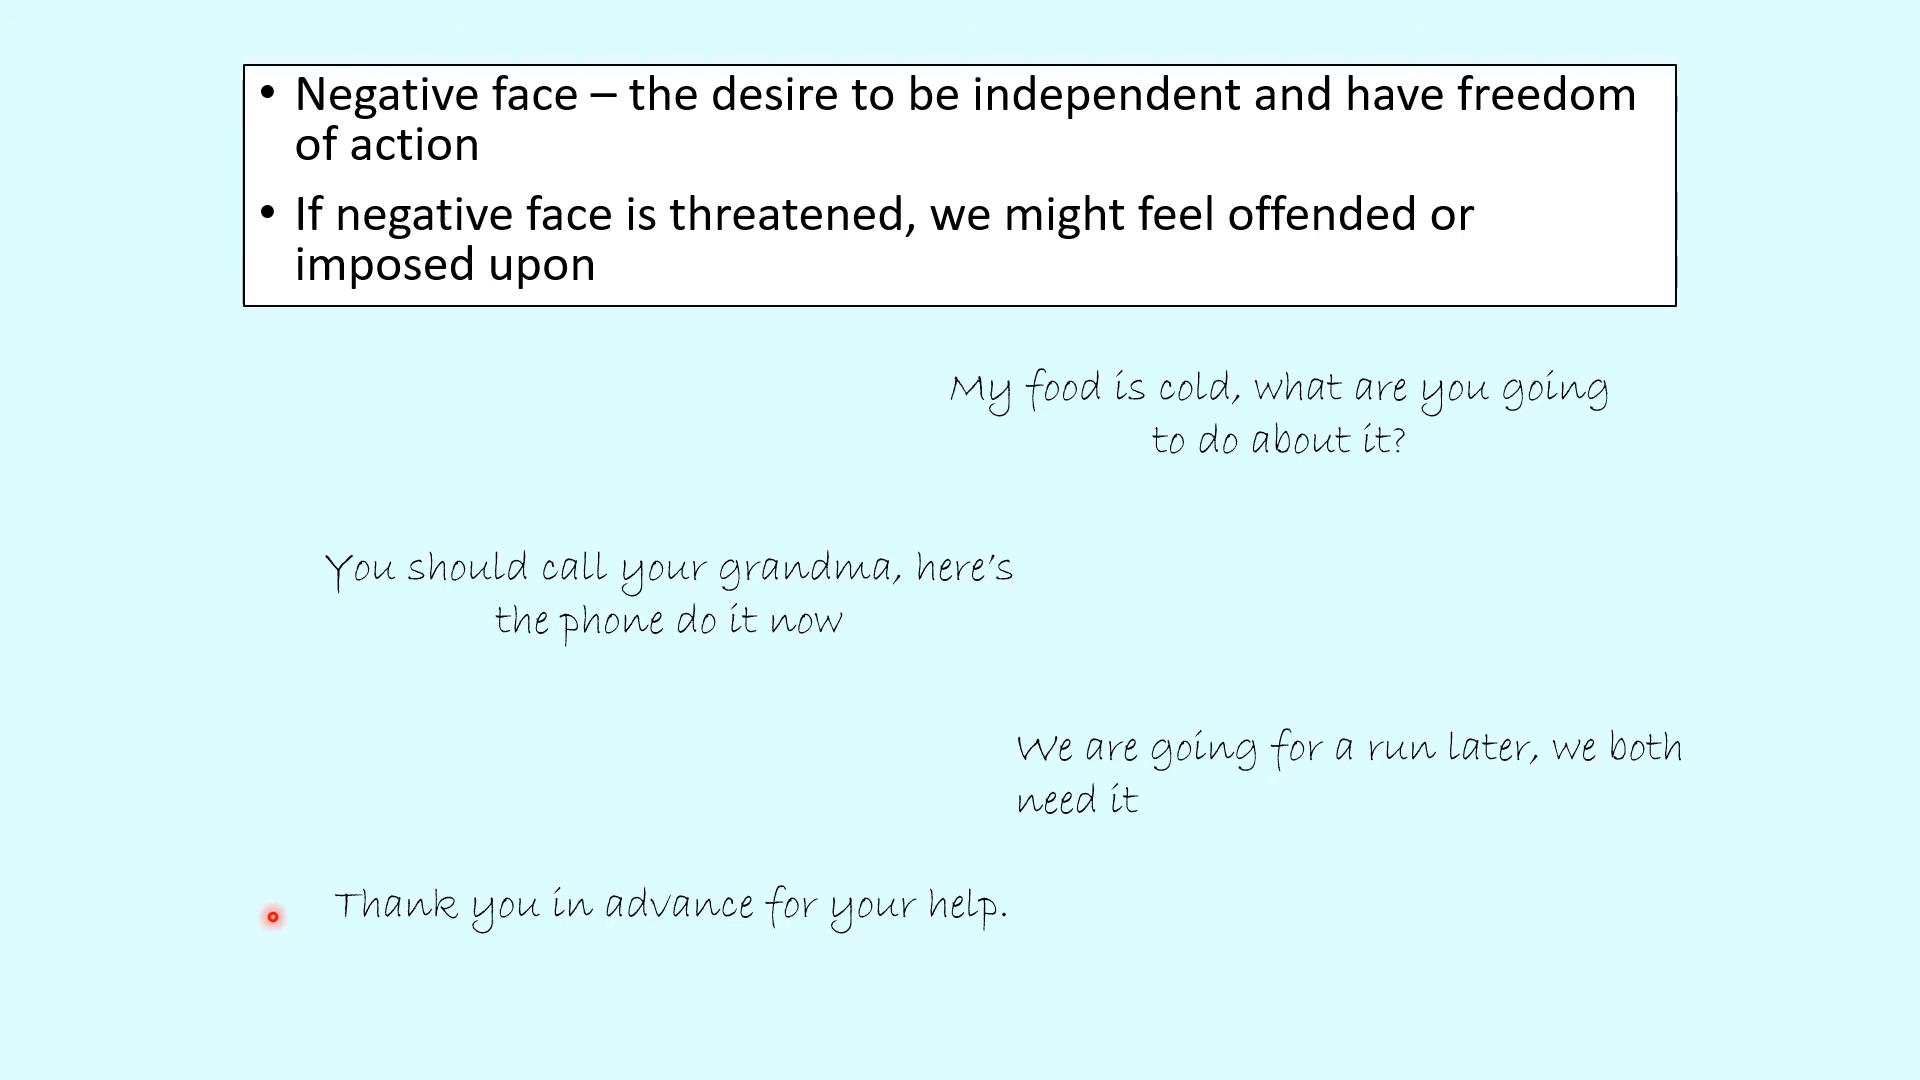 • Negative face – the desire to be independent and have freedom
of action
• If negative face is threatened, we might feel offended or
imposed upon
My food is cold, what are you going
to do about it?
You should call your grandma, here's
the phone do it now
We are going for a run later, we both
need it
Thank you in advance for your help.